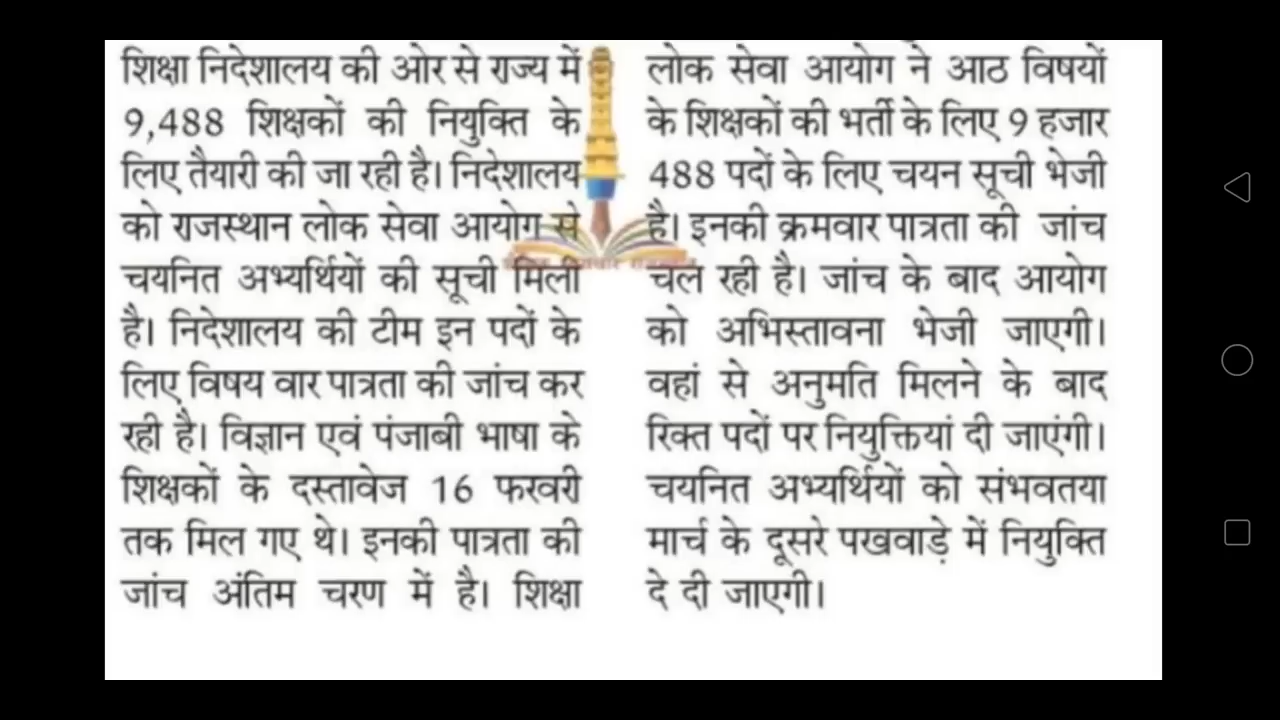 शिक्षा निदेशालय की ओर से राज्य में
9,488 शिक्षकों की नियुक्ति के
लिए तैयारी की जा रही है। निदेशालय
को राजस्थान लोक सेवा आयोग से
चयनित अभ्यर्थियों की सूची मिली
है। निदेशालय की टीम इन पदों के
लिए विषय वार पात्रता की जांच कर
रही है। विज्ञान एवं पंजाबी भाषा के
शिक्षकों के दस्तावेज 16 फरवरी
तक मिल गए थे। इनकी पात्रता की
जांच अंतिम चरण में है। शिक्षा
लोक सेवा आयोग ने आठ विषयों
के शिक्षकों की भर्ती के लिए 9 हजार
488 पदों के लिए चयन सूची भेजी
है। इनकी क्रमवार पात्रता की जांच
चल रही है। जांच के बाद आयोग
को अभिस्तावना भेजी जाएगी।
वहां से अनुमति मिलने के बाद
रिक्त पदों पर नियुक्तियां दी जाएंगी।
चयनित अभ्यर्थियों को संभवतया
मार्च के दूसरे पखवाड़े में नियुक्ति
दे दी जाएगी।